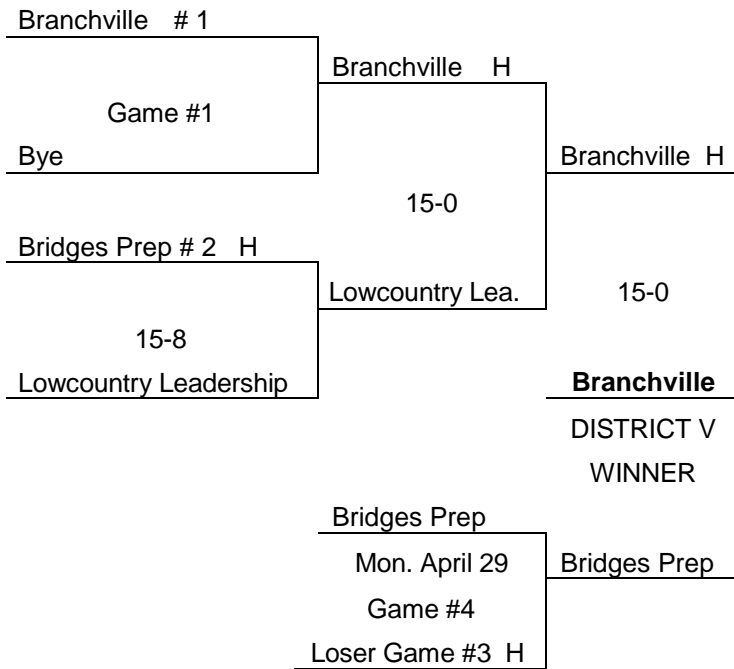 Branchville # 1
Branchville H
Game #1
Bye
Branchville H
15-0
Bridges Prep # 2 H
Lowcountry Lea.
15-0
15-8
Lowcountry Leadership
Branchville
DISTRICT V
WINNER
Bridges Prep
Mon. April 29
Bridges Prep
Game #4
Loser Game #3 H